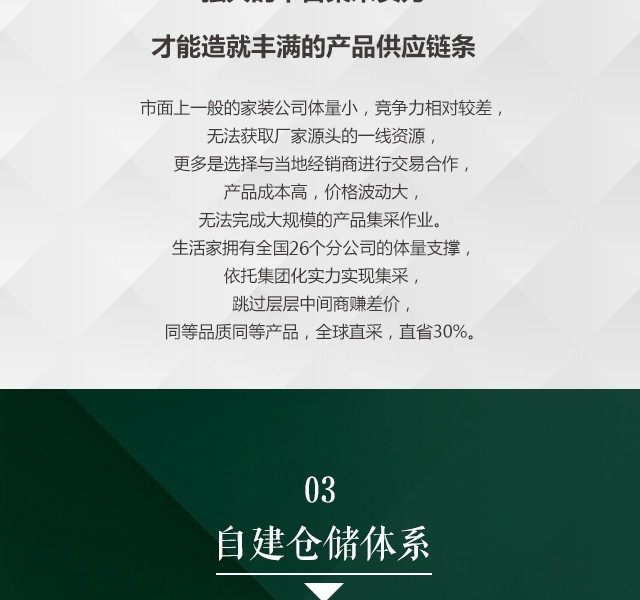 才能造就丰满的产品供应链条
市面上一般的家装公司体量小，竞争力相对较差，
无法获取厂家源头的一线资源，
更多是选择与当地经销商进行交易合作，
产品成本高，价格波动大，
无法完成大规模的产品集采作业。
生活家拥有全国26个分公司的体量支撑，
依托集团化实力实现集采，
跳过层层中间商赚差价，
同等品质同等产品，全球直采，直省30%。
03
自建仓储体系